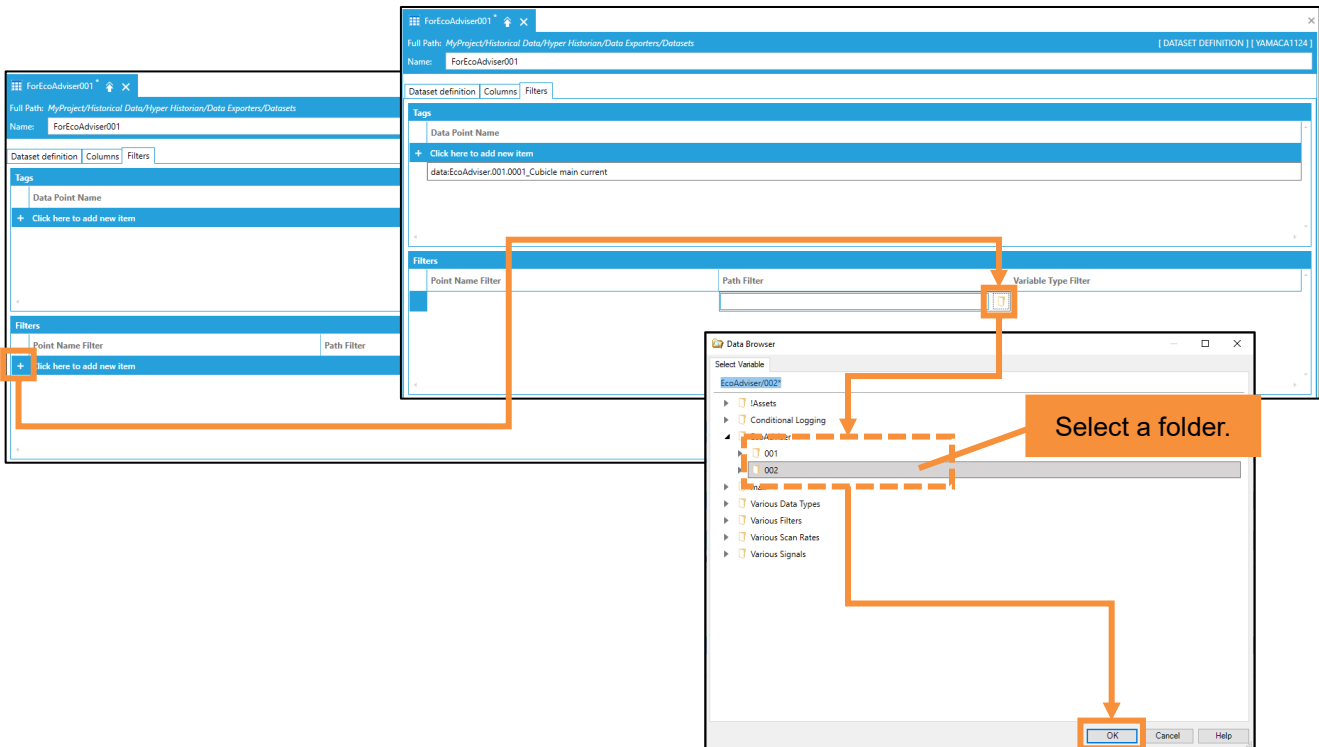 ForEcoAdviser001 *
Full Path: MyProject/Historical Data/Hyper Historian/Data Exporters/Datasets
Name: ForEcoAdviser001
Dataset definition Columns Filters
Tags
Data Point Name
+ Click here to add new item
Filters
Point Name Filter Path Filter
+ Click here to add new item
ForEcoAdviser001 *
Full Path: MyProject/Historical Data/Hyper Historian/Data Exporters/Datasets [ DATASET DEFINITION ] [ YAMACA1124 ]
Name: ForEcoAdviser001
Dataset definition Columns Filters
Tags
Data Point Name
+ Click here to add new item
data:EcoAdviser.001.0001_Cubicle main current
Filters
Point Name Filter Path Filter Variable Type Filter
Data Browser
Select Variable
EcoAdviser/002*
!Assets
Conditional Logging
EcoAdviser
001
002
Various Data Types
Various Filters
Various Scan Rates
Various Signals
Select a folder.
OK Cancel Help